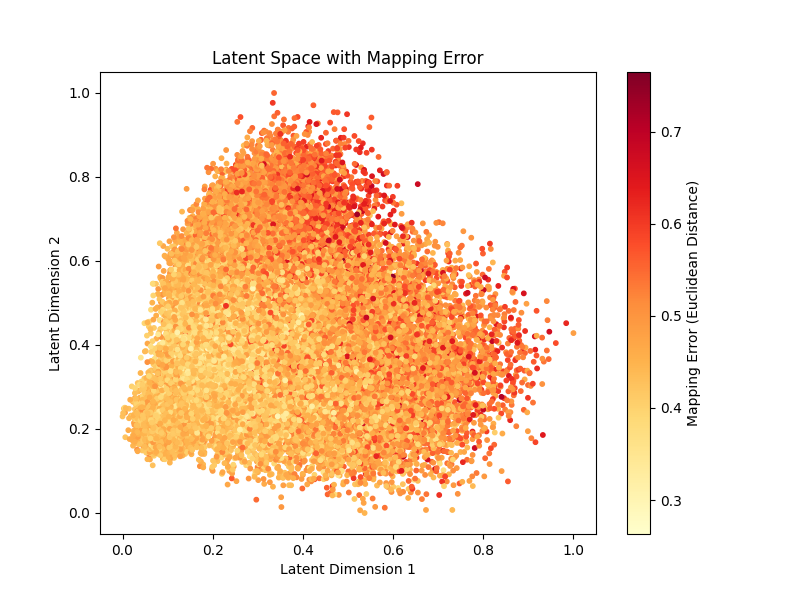 Latent Space with Mapping Error
1.0
0.8
0.6
0.4
0.2
0.0
Latent Dimension 2
0.0 0.2 0.4 0.6 0.8 1.0
Latent Dimension 1
0.7
0.6
0.5
0.4
0.3
Mapping Error (Euclidean Distance)